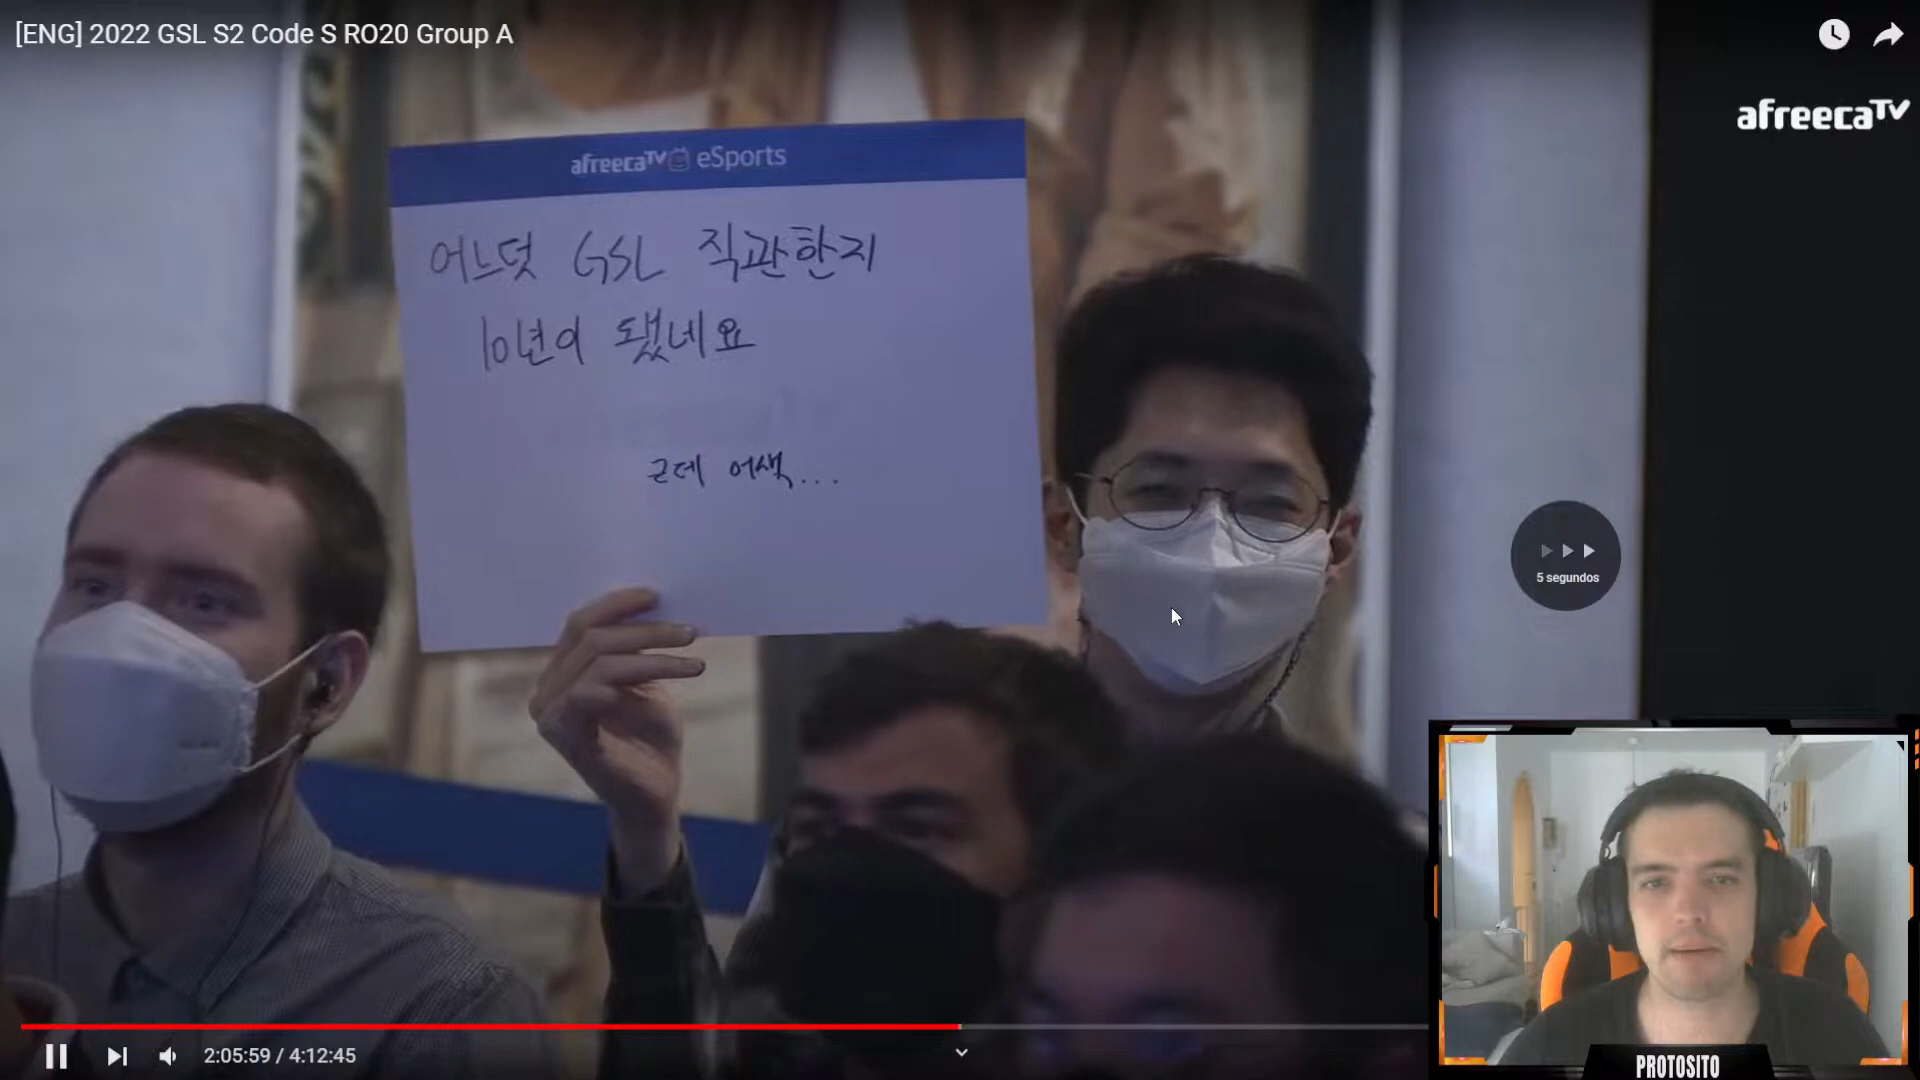 [ENG] 2022 GSL S2 Code S RO20 Group A
afreecaTV
afreecaTV eSports
어느덧 GSL 직관한지
10년이 됐네요
근데 어색...
5 segundos
2:05:59 / 4:12:45
PROTOSITO